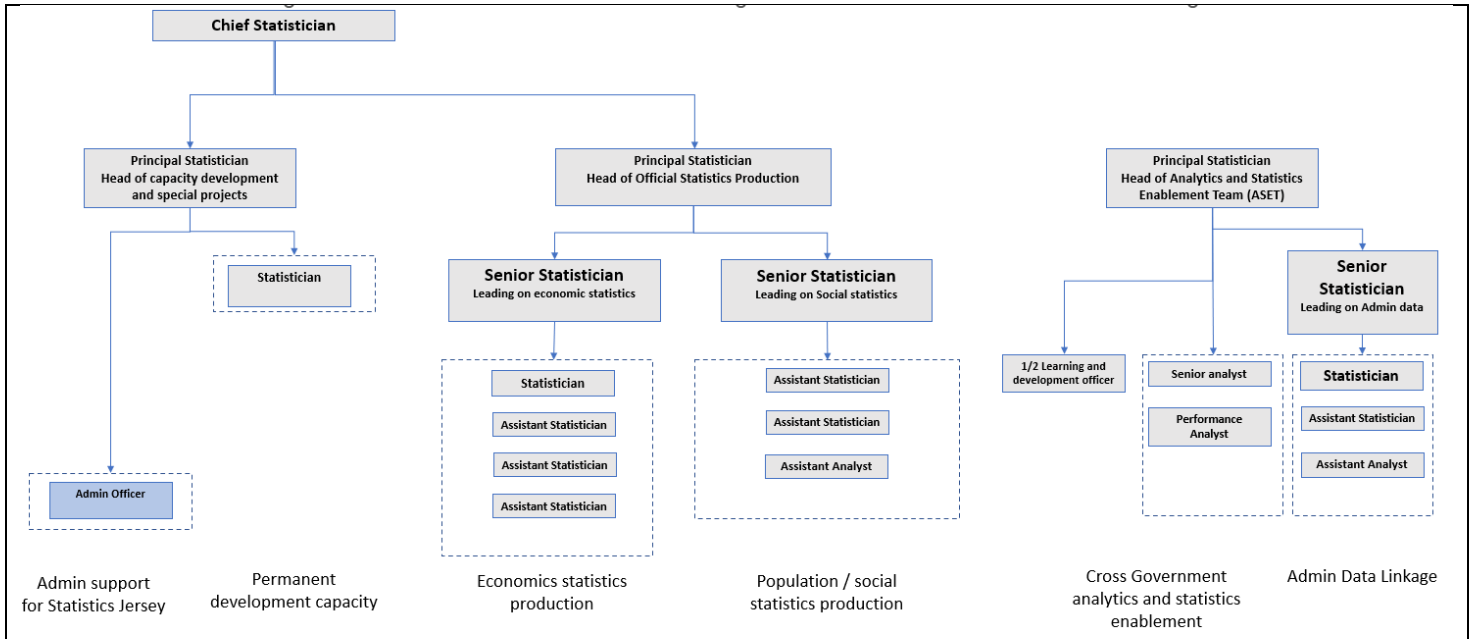 Chief Statistician
Principal Statistician
Head of capacity development
and special projects
Principal Statistician
Head of Official Statistics Production
Principal Statistician
Head of Analytics and Statistics
Enablement Team (ASET)
Statistician
Senior Statistician
Leading on economic statistics
Senior Statistician
Leading on Social statistics
Senior
Statistician
Leading on Admin data
1/2 Learning and
development officer
Statistician
Assistant Statistician
Assistant Statistician
Assistant Statistician
Assistant Statistician
Assistant Statistician
Assistant Analyst
Senior analyst
Performance
Analyst
Statistician
Assistant Statistician
Assistant Analyst
Admin Officer
Admin support
for Statistics Jersey
Permanent
development capacity
Economics statistics
production
Population / social
statistics production
Cross Government
analytics and statistics
enablement
Admin Data Linkage